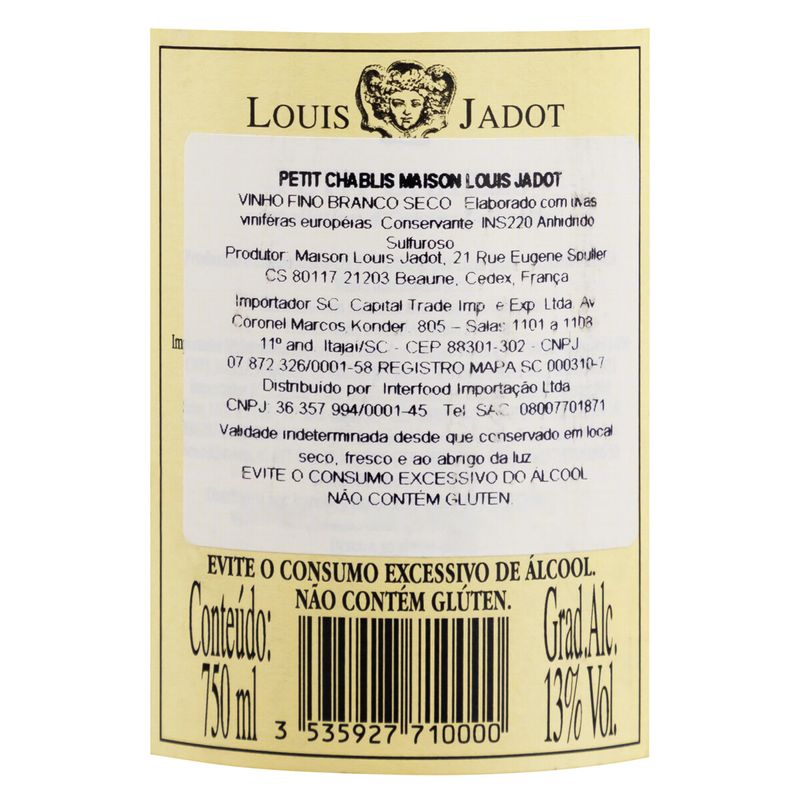 LOUIS JADOT
PETIT CHABLIS MAISON LOUIS JADOT
VINHO FINO BRANCO SECO Elaborado com uvas
viníferas européias Conservante INS220 Anhidrido
Sulfuroso
Produtor: Maison Louis Jadot, 21 Rue Eugene Spuller
CS 80117 21203 Beaune, Cedex, França
Importador SC Capital Trade Imp e Exp Ltda Av
Coronel Marcos Konder 805 – Salas 1101 a 1108
11º and. Itajaí/SC - CEP 88301-302 - CNPJ
07 872 326/0001-58 REGISTRO MAPA SC 000310-7
Distribuído por Interfood Importação Ltda
CNPJ: 36 357 994/0001-45 Tel SAC 08007701871
Validade indeterminada desde que conservado em local
seco, fresco e ao abrigo da luz
EVITE O CONSUMO EXCESSIVO DO ÁLCOOL
NÃO CONTÉM GLUTEN.
EVITE O CONSUMO EXCESSIVO DE ÁLCOOL.
NÃO CONTÉM GLÚTEN.
Conteúdo:
750 ml
3 535927 710000
Grad.Alc.
13% Vol.